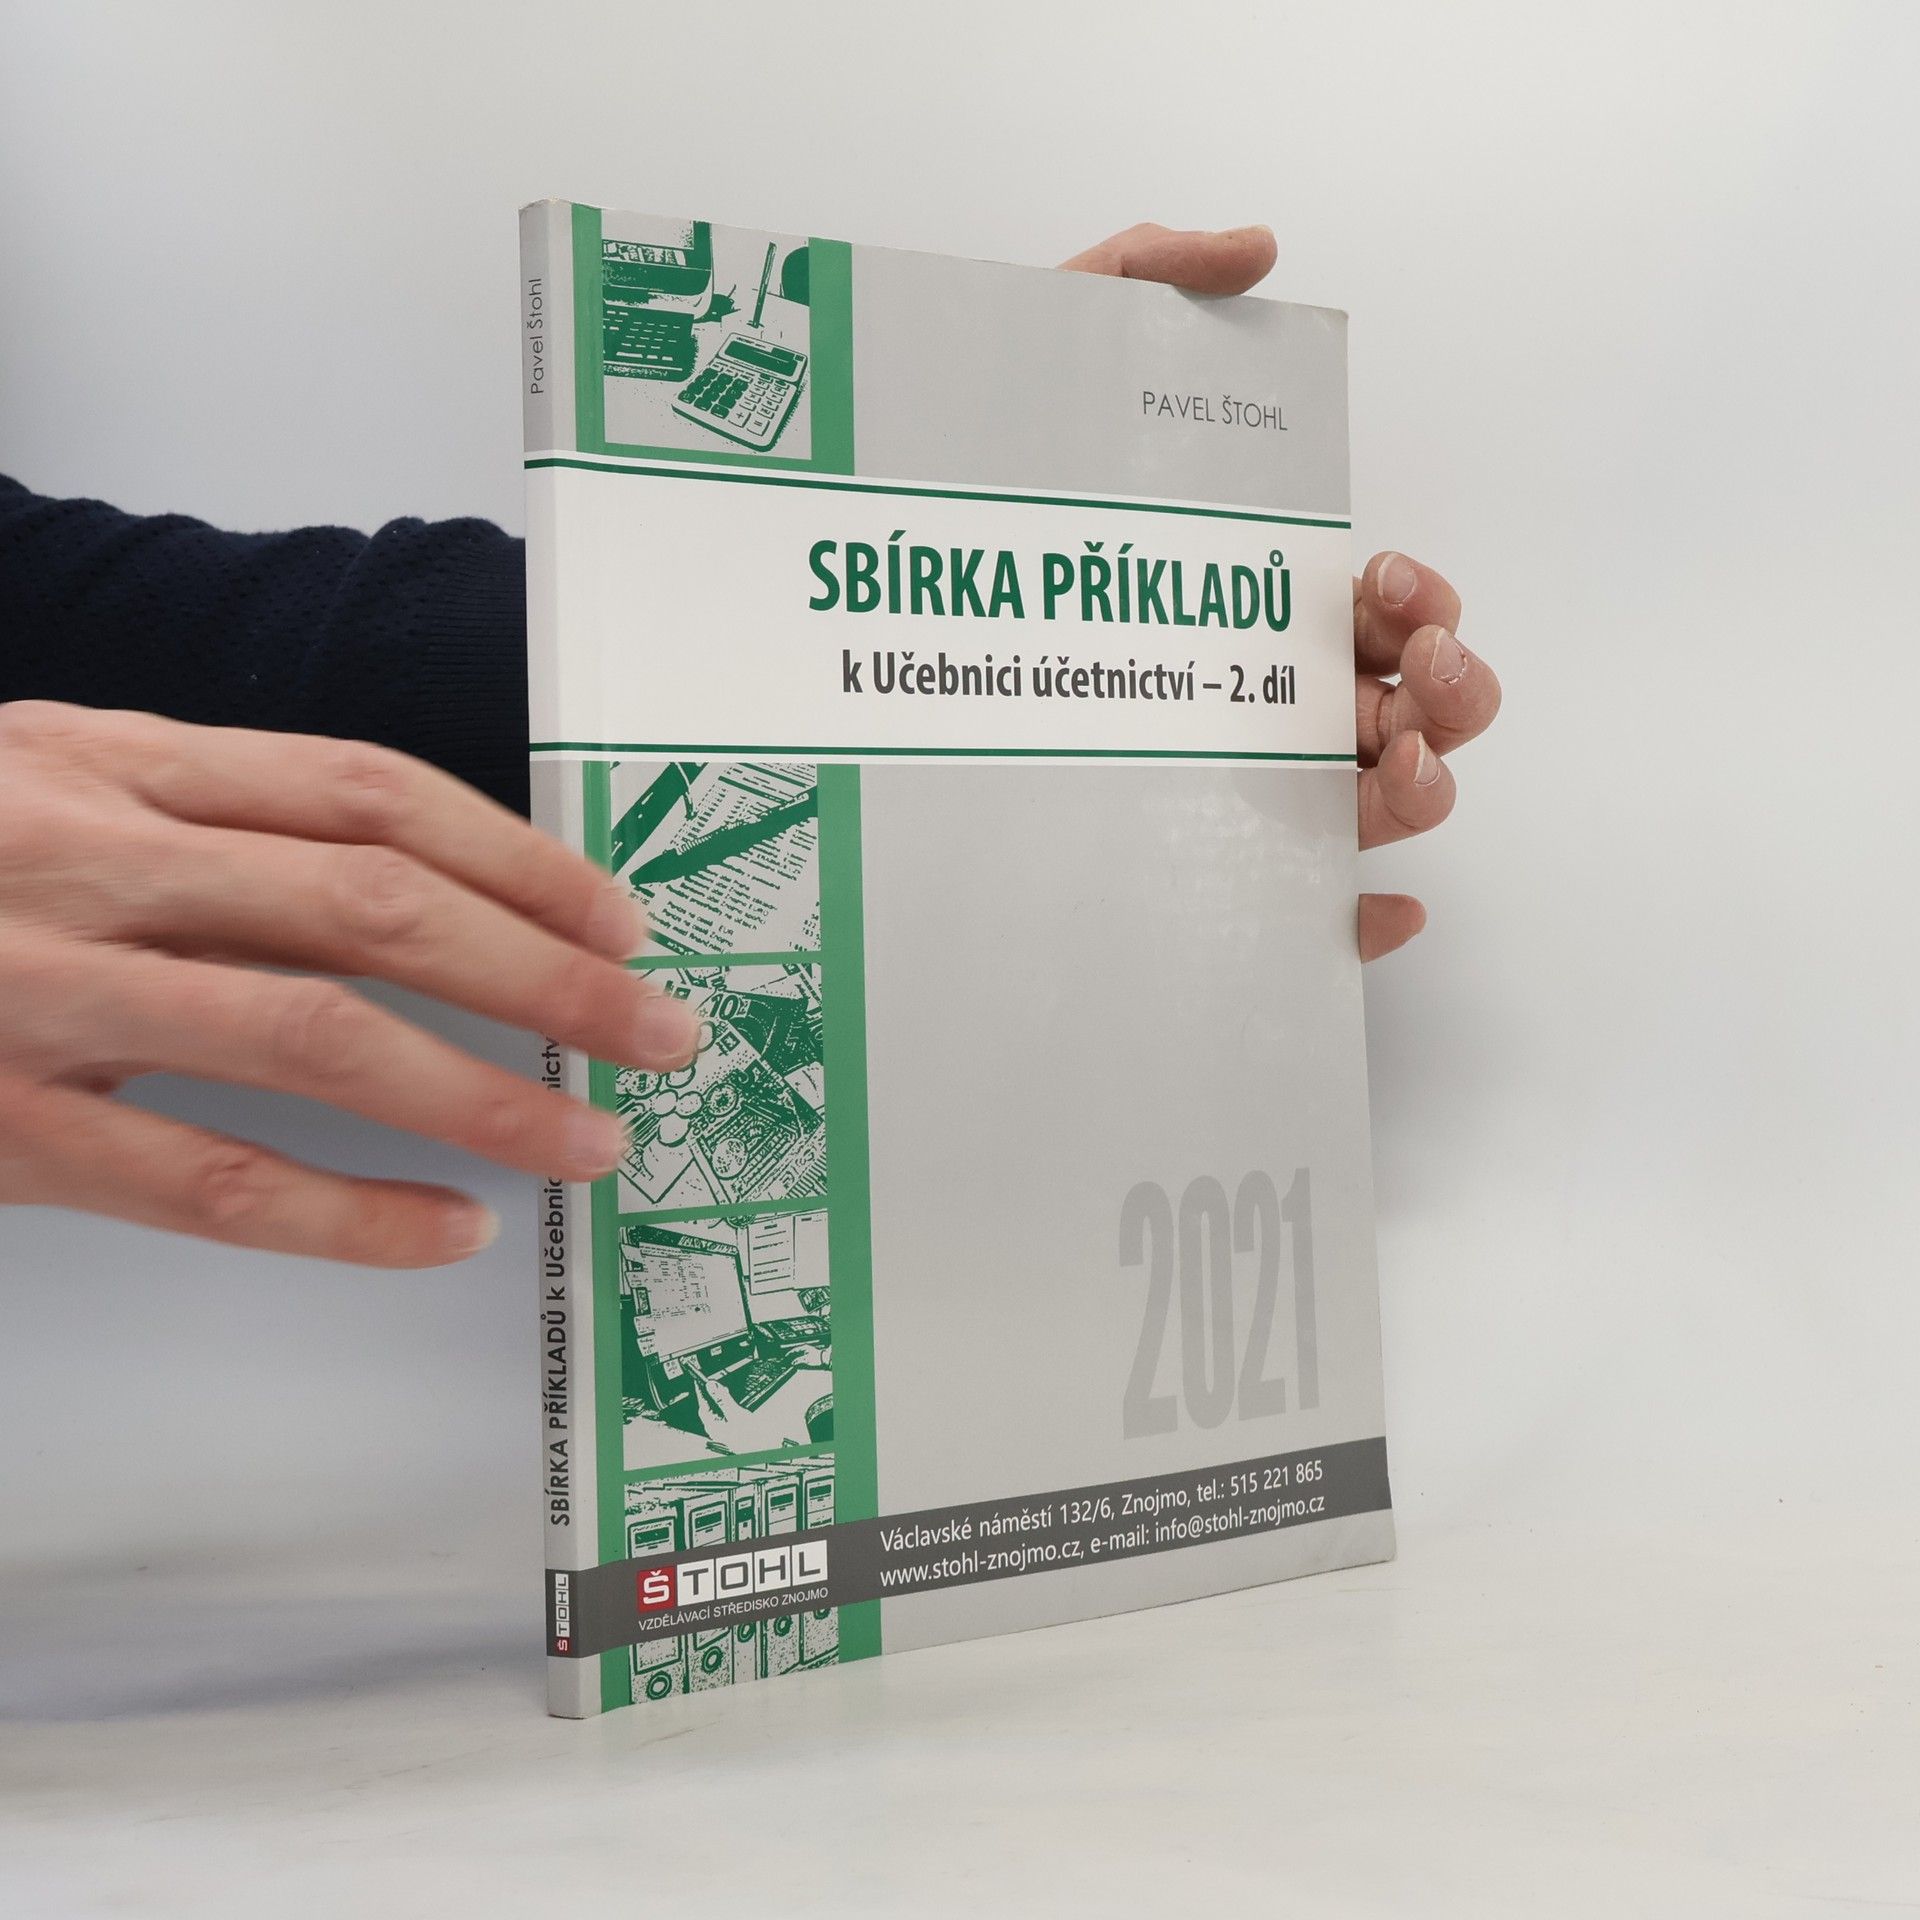 Pavel Štohl
PAVEL ŠTOHL
SBÍRKA PŘÍKLADŮ
k Učebnici účetnictví – 2. díl
2021
SBÍRKA PŘÍKLADŮ k
ŠTOHL
ŠTOHL
VZDĚLÁVACÍ STŘEDISKO ZNOJMO
Václavské náměstí 132/6, Znojmo, tel.: 515 221 865
www.stohl-znojmo.cz, e-mail: info@stohl-znojmo.cz